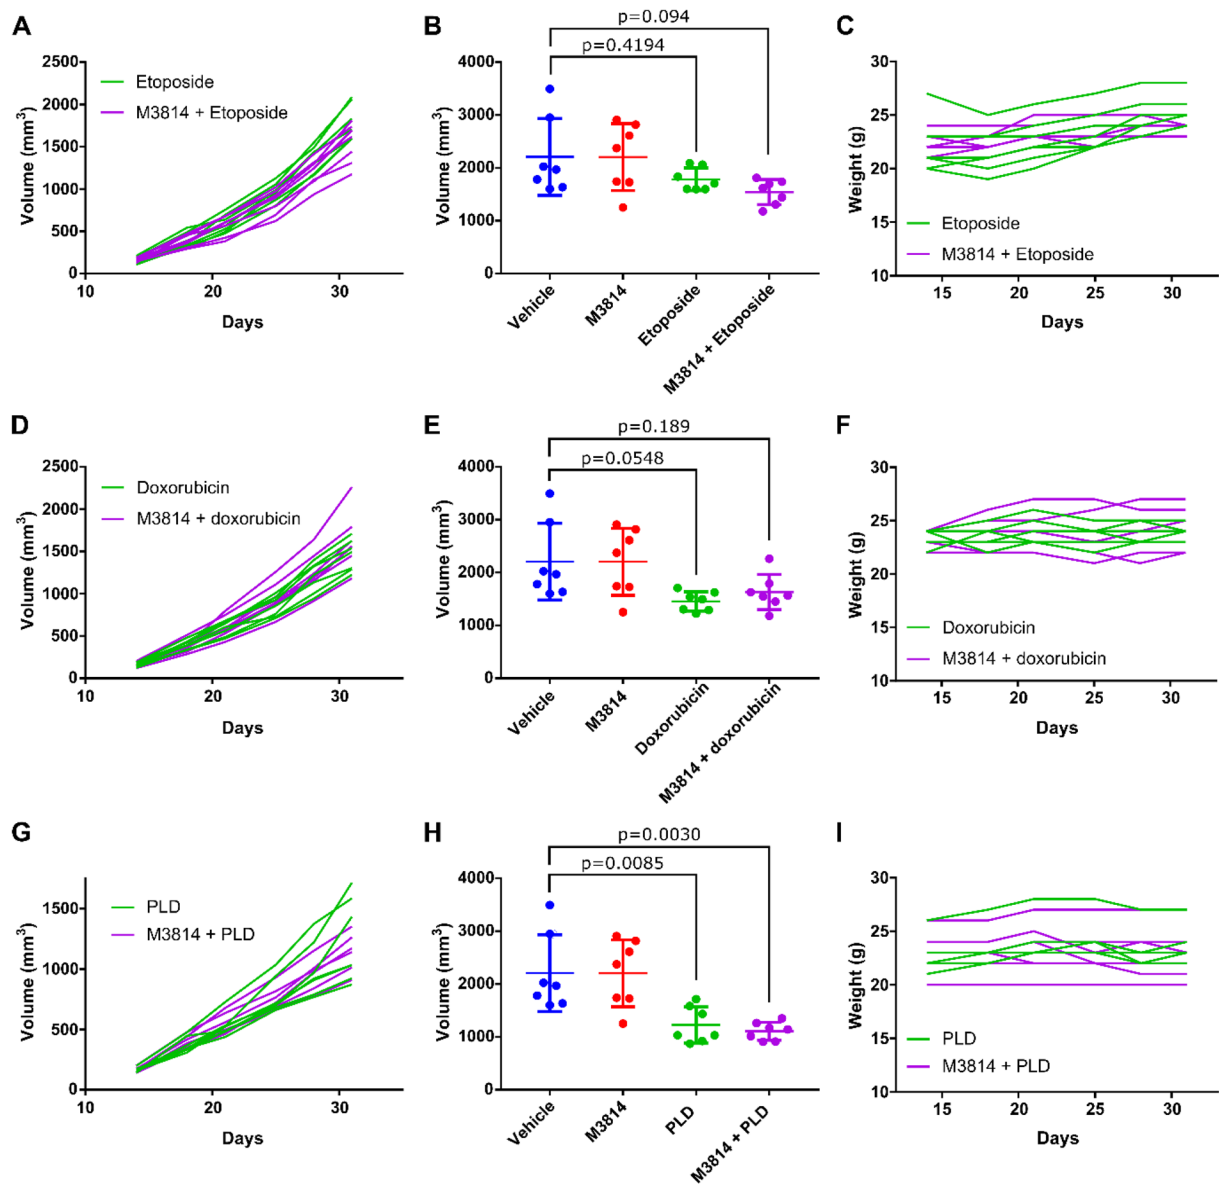 A
2500
2000
1500
1000
500
0
10
20
30
Volume (mm³)
Days
Etoposide
M3814 + Etoposide
B
p=0.094
p=0.4194
4000
3000
2000
1000
0
Volume (mm³)
Vehicle
M3814
Etoposide
M3814 + Etoposide
C
30
25
20
15
10
15
20
25
30
Weight (g)
Days
Etoposide
M3814 + Etoposide
D
2500
2000
1500
1000
500
0
10
20
30
Volume (mm³)
Days
Doxorubicin
M3814 + doxorubicin
E
p=0.189
p=0.0548
4000
3000
2000
1000
0
Volume (mm³)
Vehicle
M3814
Doxorubicin
M3814 + doxorubicin
F
30
25
20
15
10
15
20
25
30
Weight (g)
Days
Doxorubicin
M3814 + doxorubicin
G
1500
1000
500
0
10
20
30
Volume (mm³)
Days
PLD
M3814 + PLD
H
p=0.0030
p=0.0085
4000
3000
2000
1000
0
Volume (mm³)
Vehicle
M3814
PLD
M3814 + PLD
I
30
25
20
15
10
15
20
25
30
Weight (g)
Days
PLD
M3814 + PLD